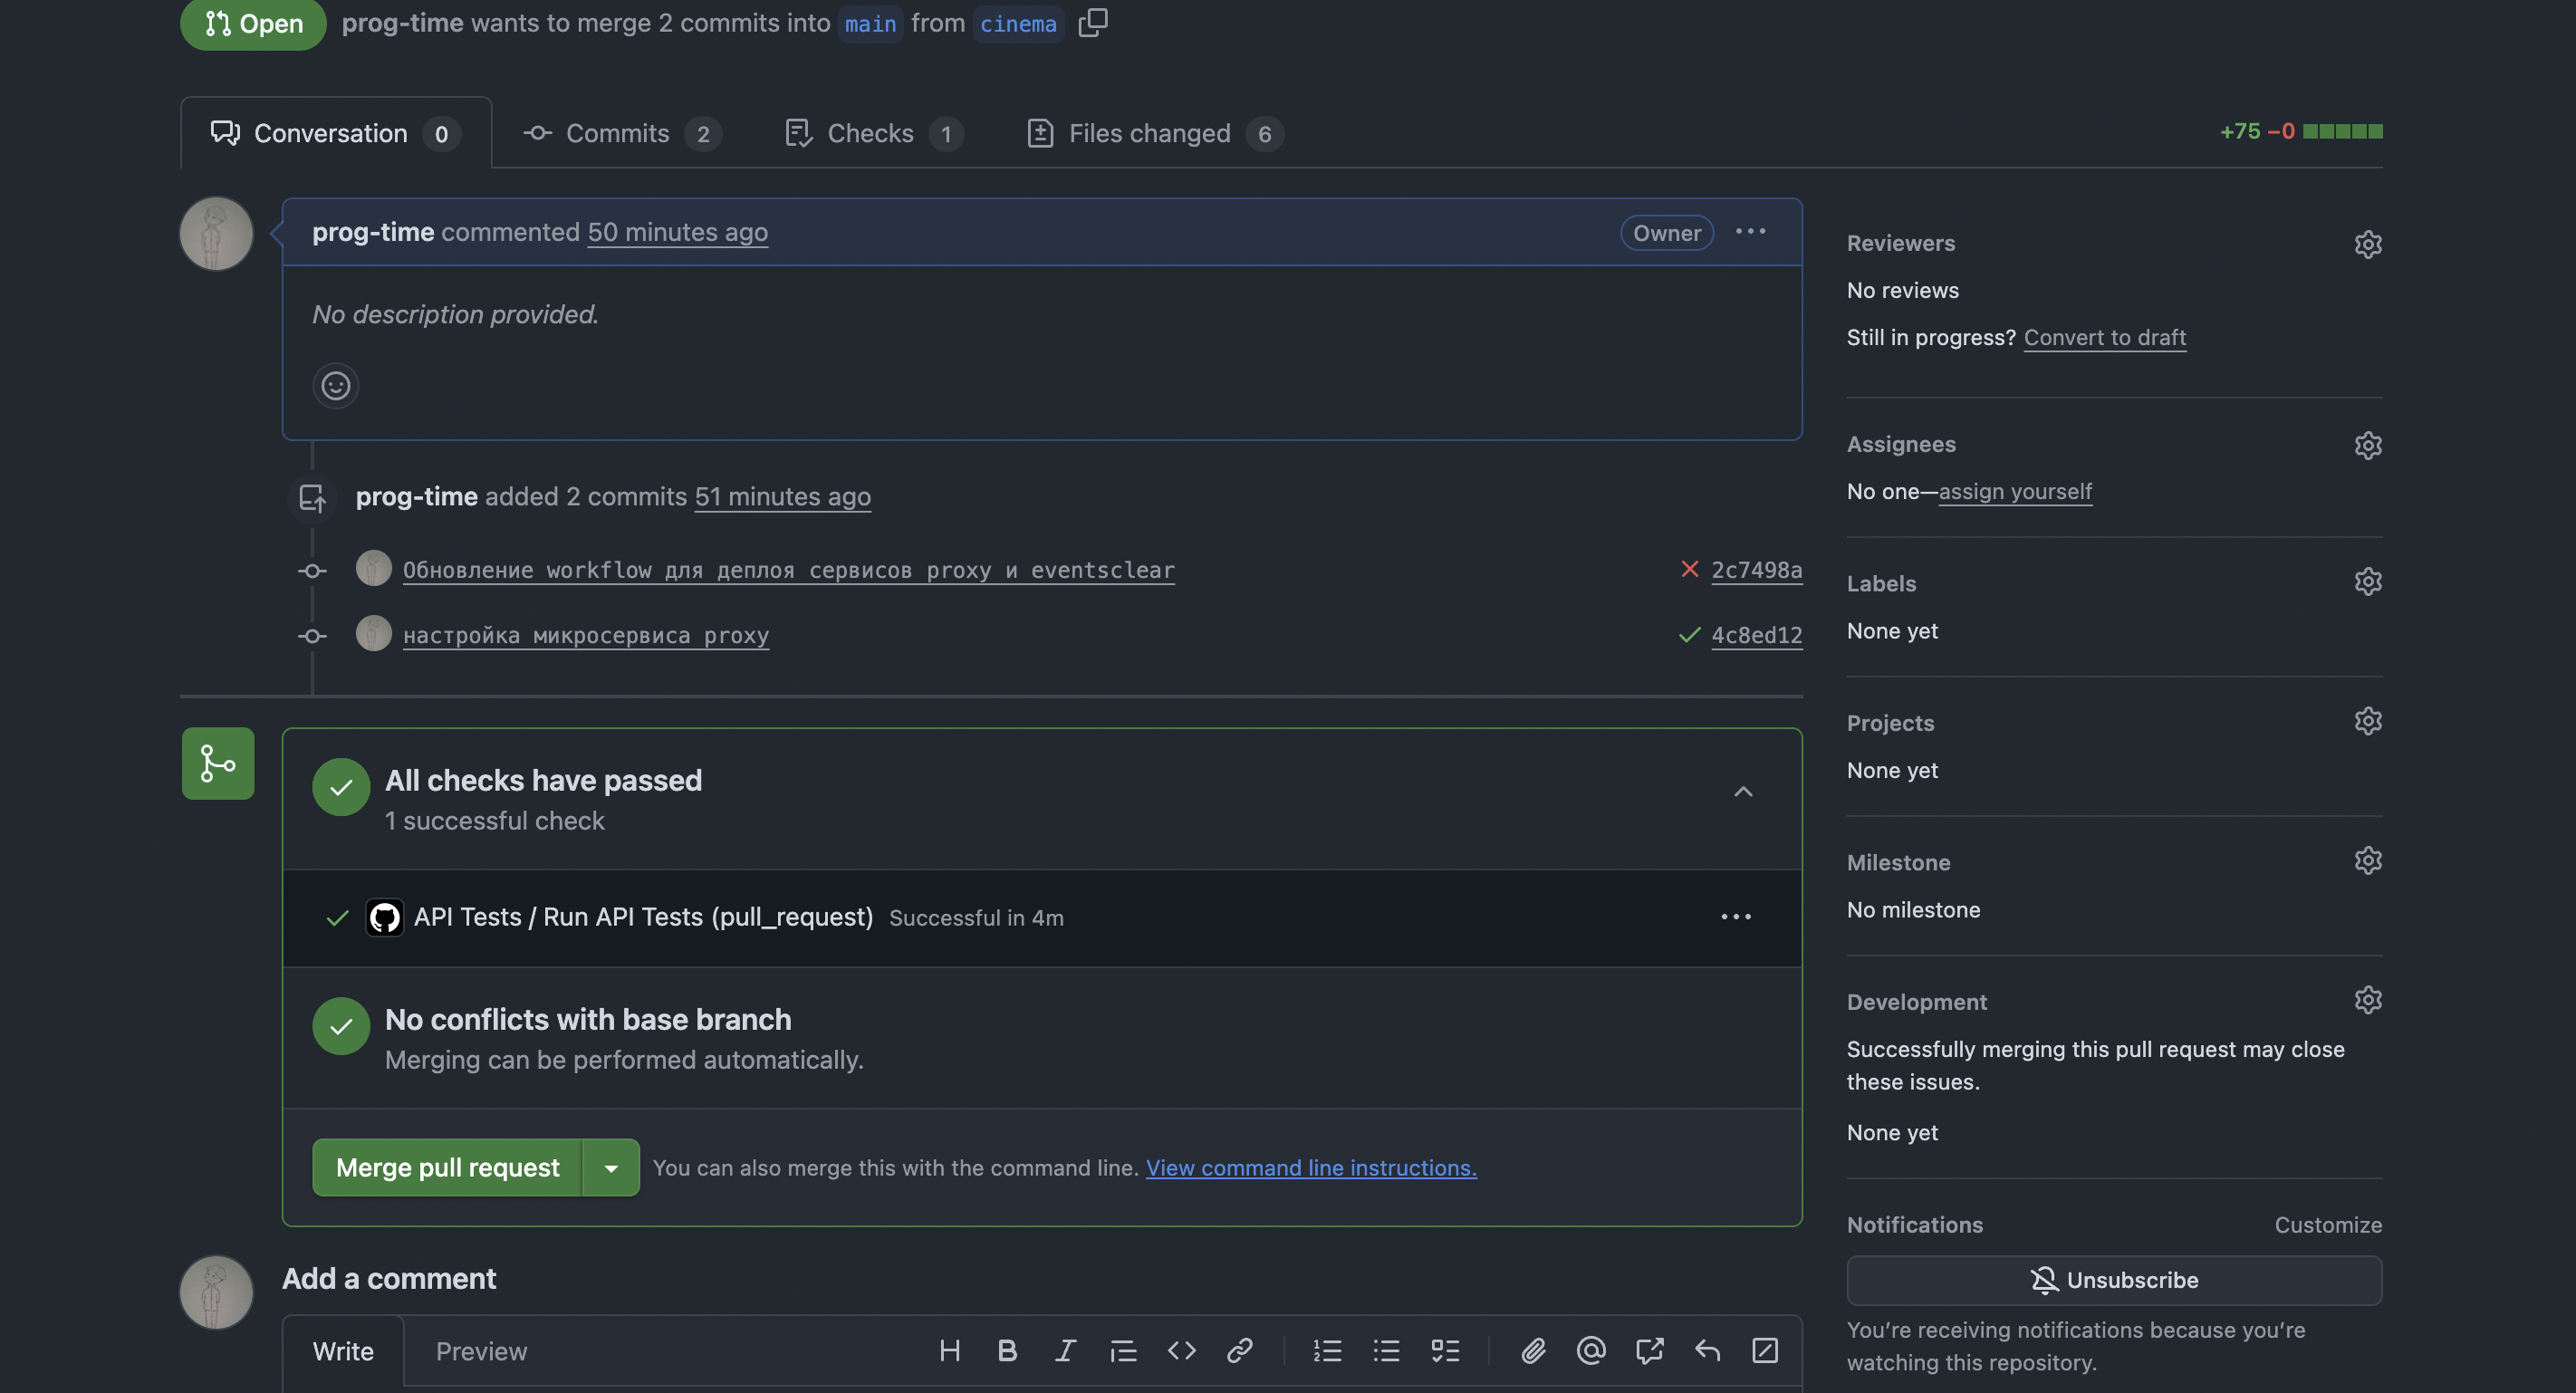 Open prog-time wants to merge 2 commits into main from cinema
Conversation 0 Commits 2 Checks 1 Files changed 6 +75 −0
prog-time commented 50 minutes ago Owner
No description provided.
prog-time added 2 commits 51 minutes ago
Обновление workflow для деплоя сервисов proxy и eventsclear 2c7498a
настройка микросервиса proxy 4c8ed12
All checks have passed
1 successful check
API Tests / Run API Tests (pull_request) Successful in 4m
No conflicts with base branch
Merging can be performed automatically.
Merge pull request You can also merge this with the command line. View command line instructions.
Add a comment
Write Preview
Reviewers
No reviews
Still in progress? Convert to draft
Assignees
No one—assign yourself
Labels
None yet
Projects
None yet
Milestone
No milestone
Development
Successfully merging this pull request may close
these issues.
None yet
Notifications Customize
Unsubscribe
You’re receiving notifications because you’re
watching this repository.